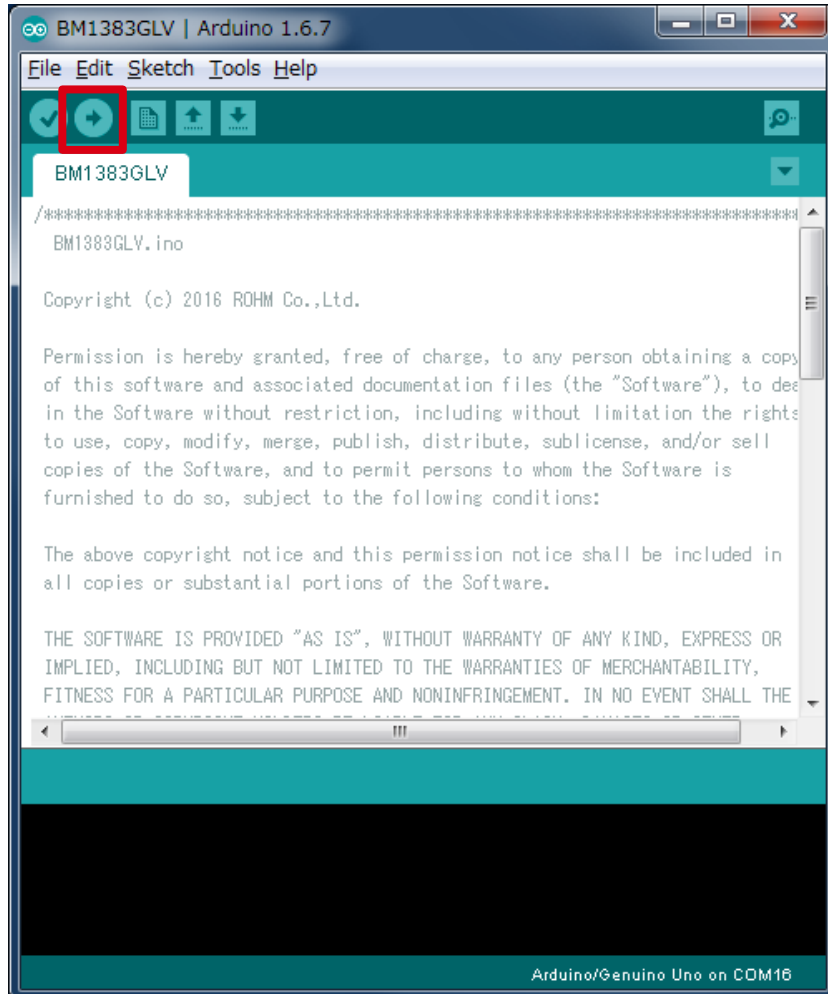 BM1383GLV | Arduino 1.6.7
File Edit Sketch Tools Help
BM1383GLV
/******************************************************************************
BM1383GLV.ino
Copyright (c) 2016 ROHM Co.,Ltd.
Permission is hereby granted, free of charge, to any person obtaining a copy
of this software and associated documentation files (the "Software"), to dea
in the Software without restriction, including without limitation the rights
to use, copy, modify, merge, publish, distribute, sublicense, and/or sell
copies of the Software, and to permit persons to whom the Software is
furnished to do so, subject to the following conditions:
The above copyright notice and this permission notice shall be included in
all copies or substantial portions of the Software.
THE SOFTWARE IS PROVIDED "AS IS", WITHOUT WARRANTY OF ANY KIND, EXPRESS OR
IMPLIED, INCLUDING BUT NOT LIMITED TO THE WARRANTIES OF MERCHANTABILITY,
FITNESS FOR A PARTICULAR PURPOSE AND NONINFRINGEMENT. IN NO EVENT SHALL THE
Arduino/Genuino Uno on COM16